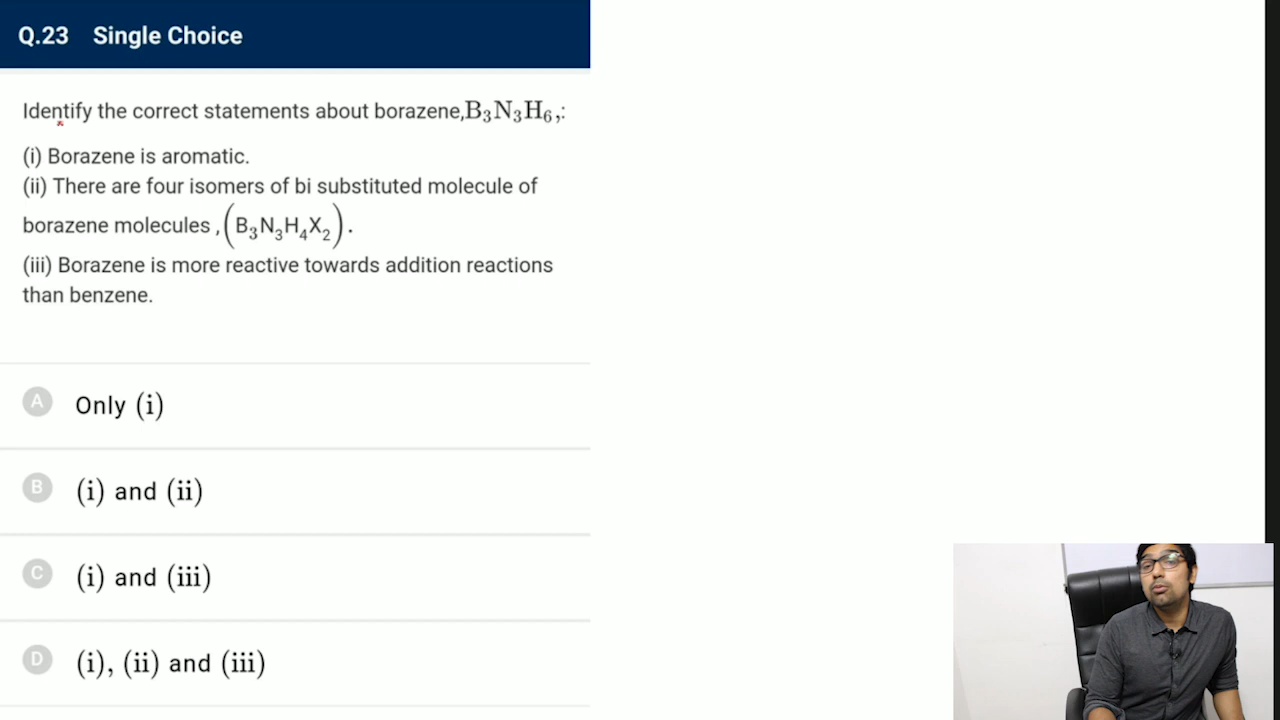 Q.23 Single Choice
Identify the correct statements about borazene,B₃N₃H₆,:
(i) Borazene is aromatic.
(ii) There are four isomers of bi substituted molecule of
borazene molecules ,(B₃N₃H₄X₂).
(iii) Borazene is more reactive towards addition reactions
than benzene.
A Only (i)
B (i) and (ii)
C (i) and (iii)
D (i), (ii) and (iii)